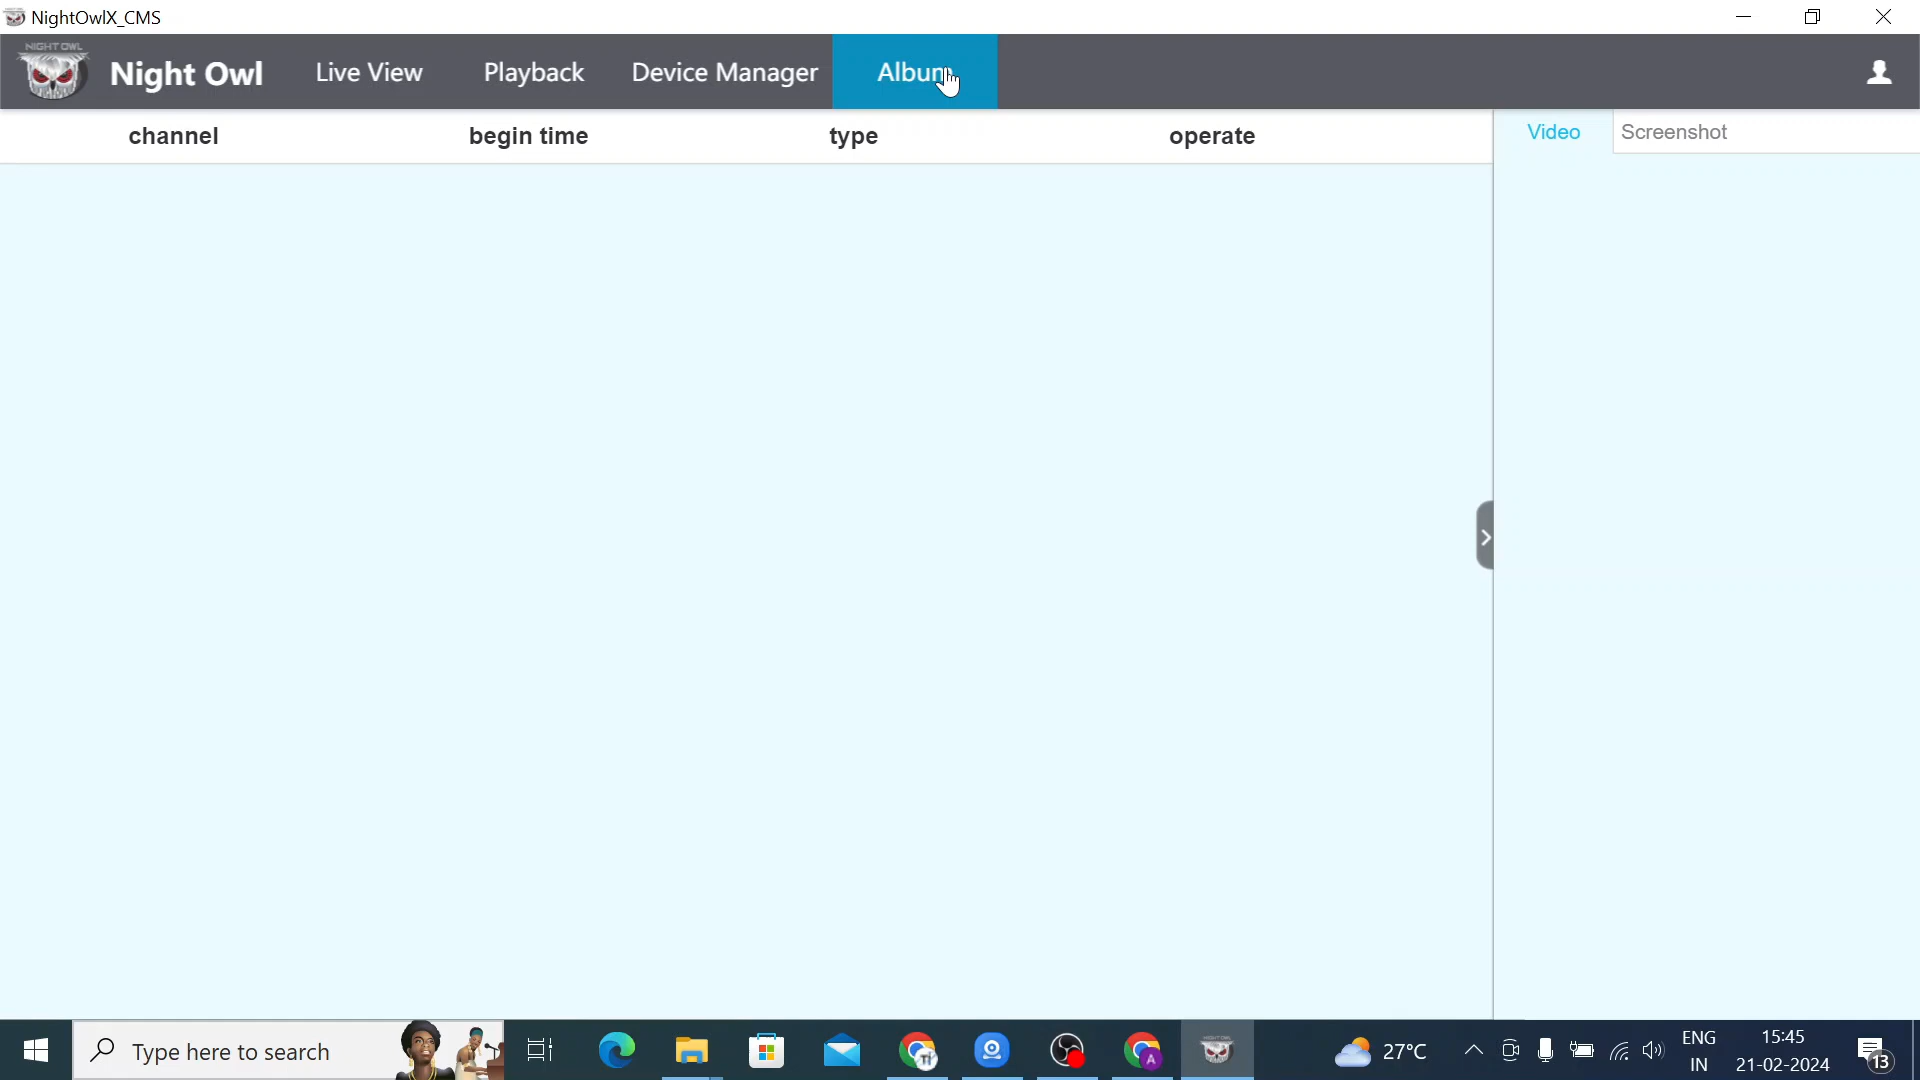 NightOwlX_CMS
NIGHT OWL
Night Owl
Live View
Playback
Device Manager
Album
channel
begin time
type
operate
Video
Screenshot
Type here to search
27°C
ENG
IN
15:45
21-02-2024
13